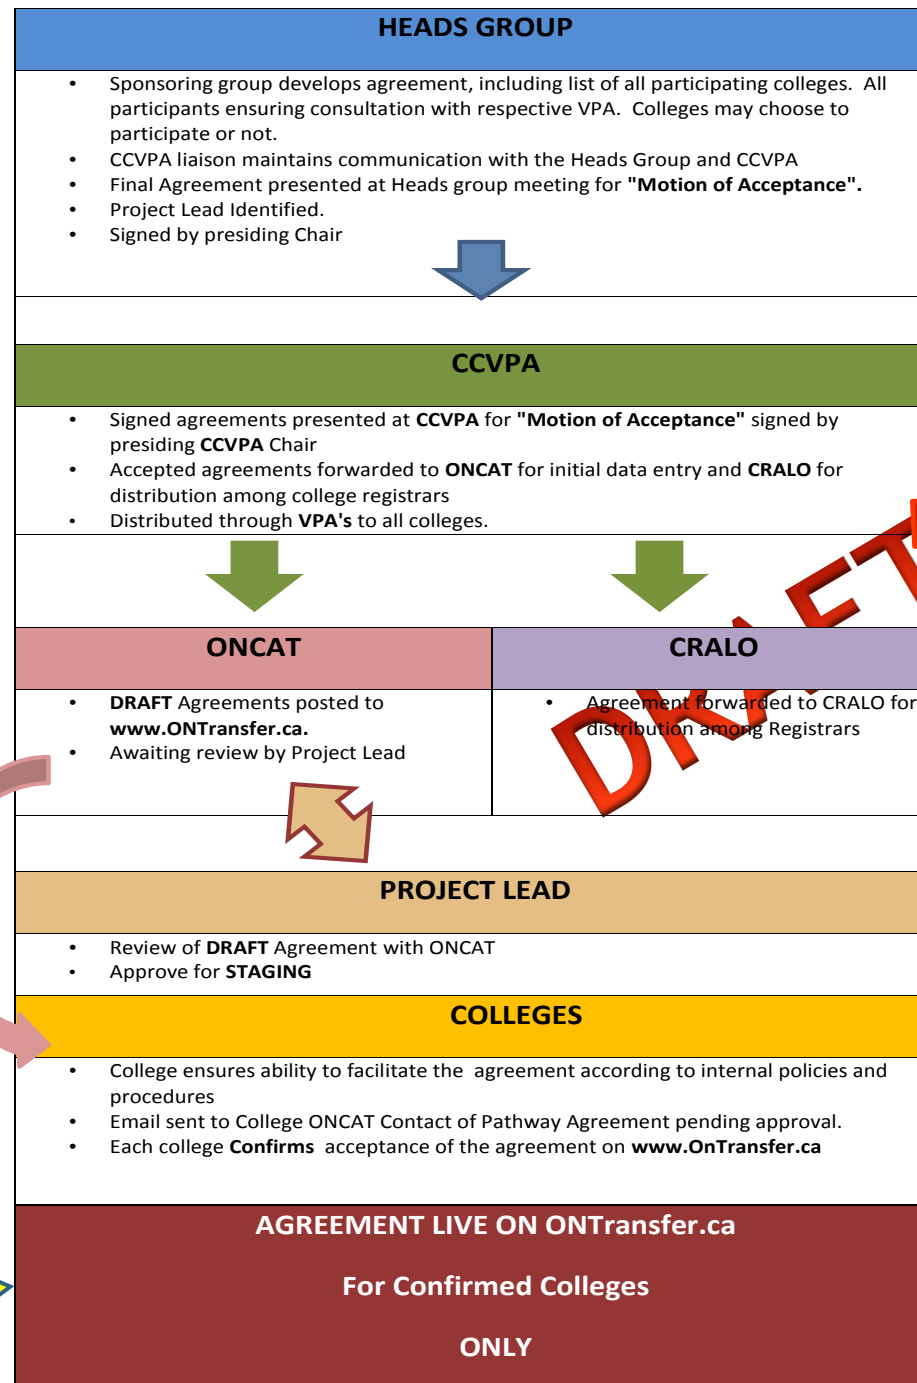 HEADS GROUP
• Sponsoring group develops agreement, including list of all participating colleges.  All
participants ensuring consultation with respective VPA.  Colleges may choose to
participate or not.
• CCVPA liaison maintains communication with the Heads Group and CCVPA
• Final Agreement presented at Heads group meeting for "Motion of Acceptance".
• Project Lead Identified.
• Signed by presiding Chair
CCVPA
• Signed agreements presented at CCVPA for "Motion of Acceptance" signed by
presiding CCVPA Chair
• Accepted agreements forwarded to ONCAT for initial data entry and CRALO for
distribution among college registrars
• Distributed through VPA's to all colleges.
DRAFT
ONCAT
• DRAFT Agreements posted to
www.ONTransfer.ca.
• Awaiting review by Project Lead
CRALO
• Agreement forwarded to CRALO for
distribution among Registrars
PROJECT LEAD
• Review of DRAFT Agreement with ONCAT
• Approve for STAGING
COLLEGES
• College ensures ability to facilitate the  agreement according to internal policies and
procedures
• Email sent to College ONCAT Contact of Pathway Agreement pending approval.
• Each college Confirms  acceptance of the agreement on www.OnTransfer.ca
AGREEMENT LIVE ON ONTransfer.ca
For Confirmed Colleges
ONLY